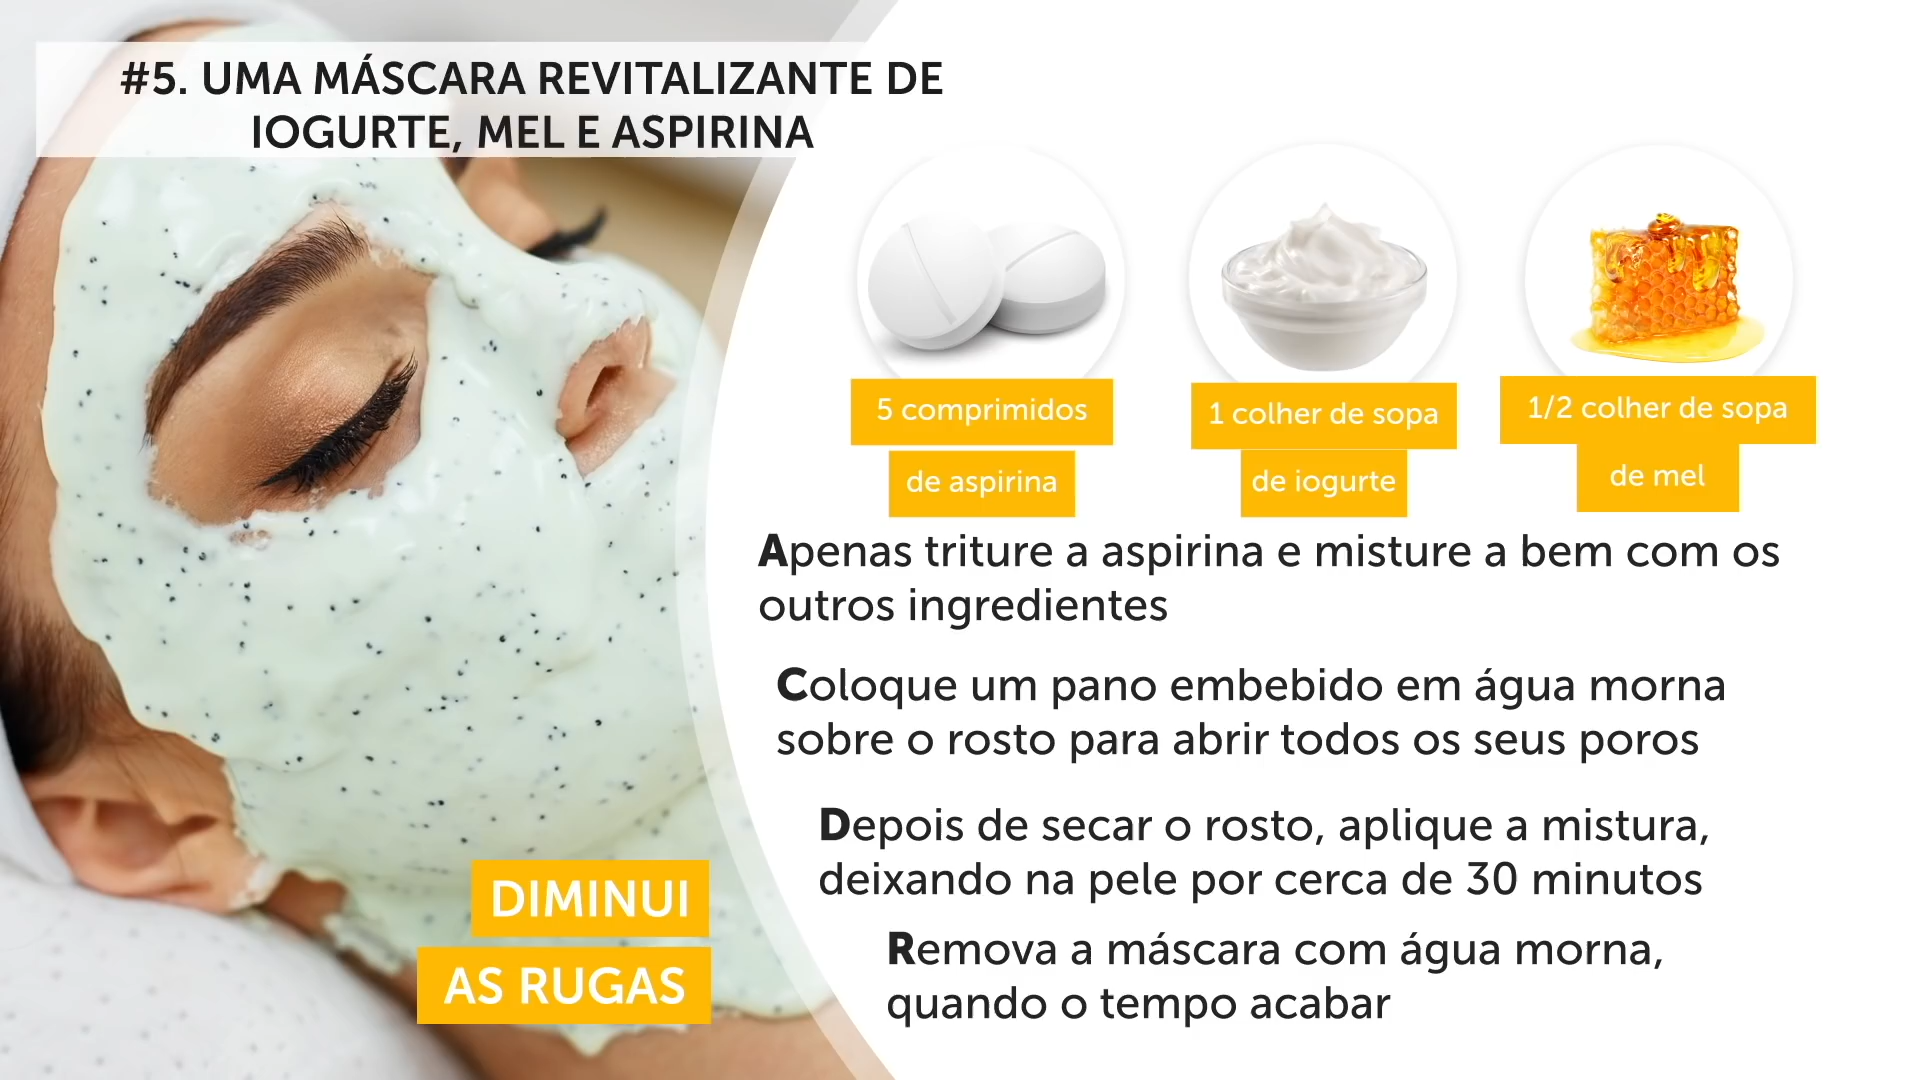 #5. UMA MÁSCARA REVITALIZANTE DE
IOGURTE, MEL E ASPIRINA
5 comprimidos
de aspirina
1 colher de sopa
de iogurte
1/2 colher de sopa
de mel
Apenas triture a aspirina e misture a bem com os
outros ingredientes
Coloque um pano embebido em água morna
sobre o rosto para abrir todos os seus poros
Depois de secar o rosto, aplique a mistura,
deixando na pele por cerca de 30 minutos
Remova a máscara com água morna,
quando o tempo acabar
DIMINUI
AS RUGAS